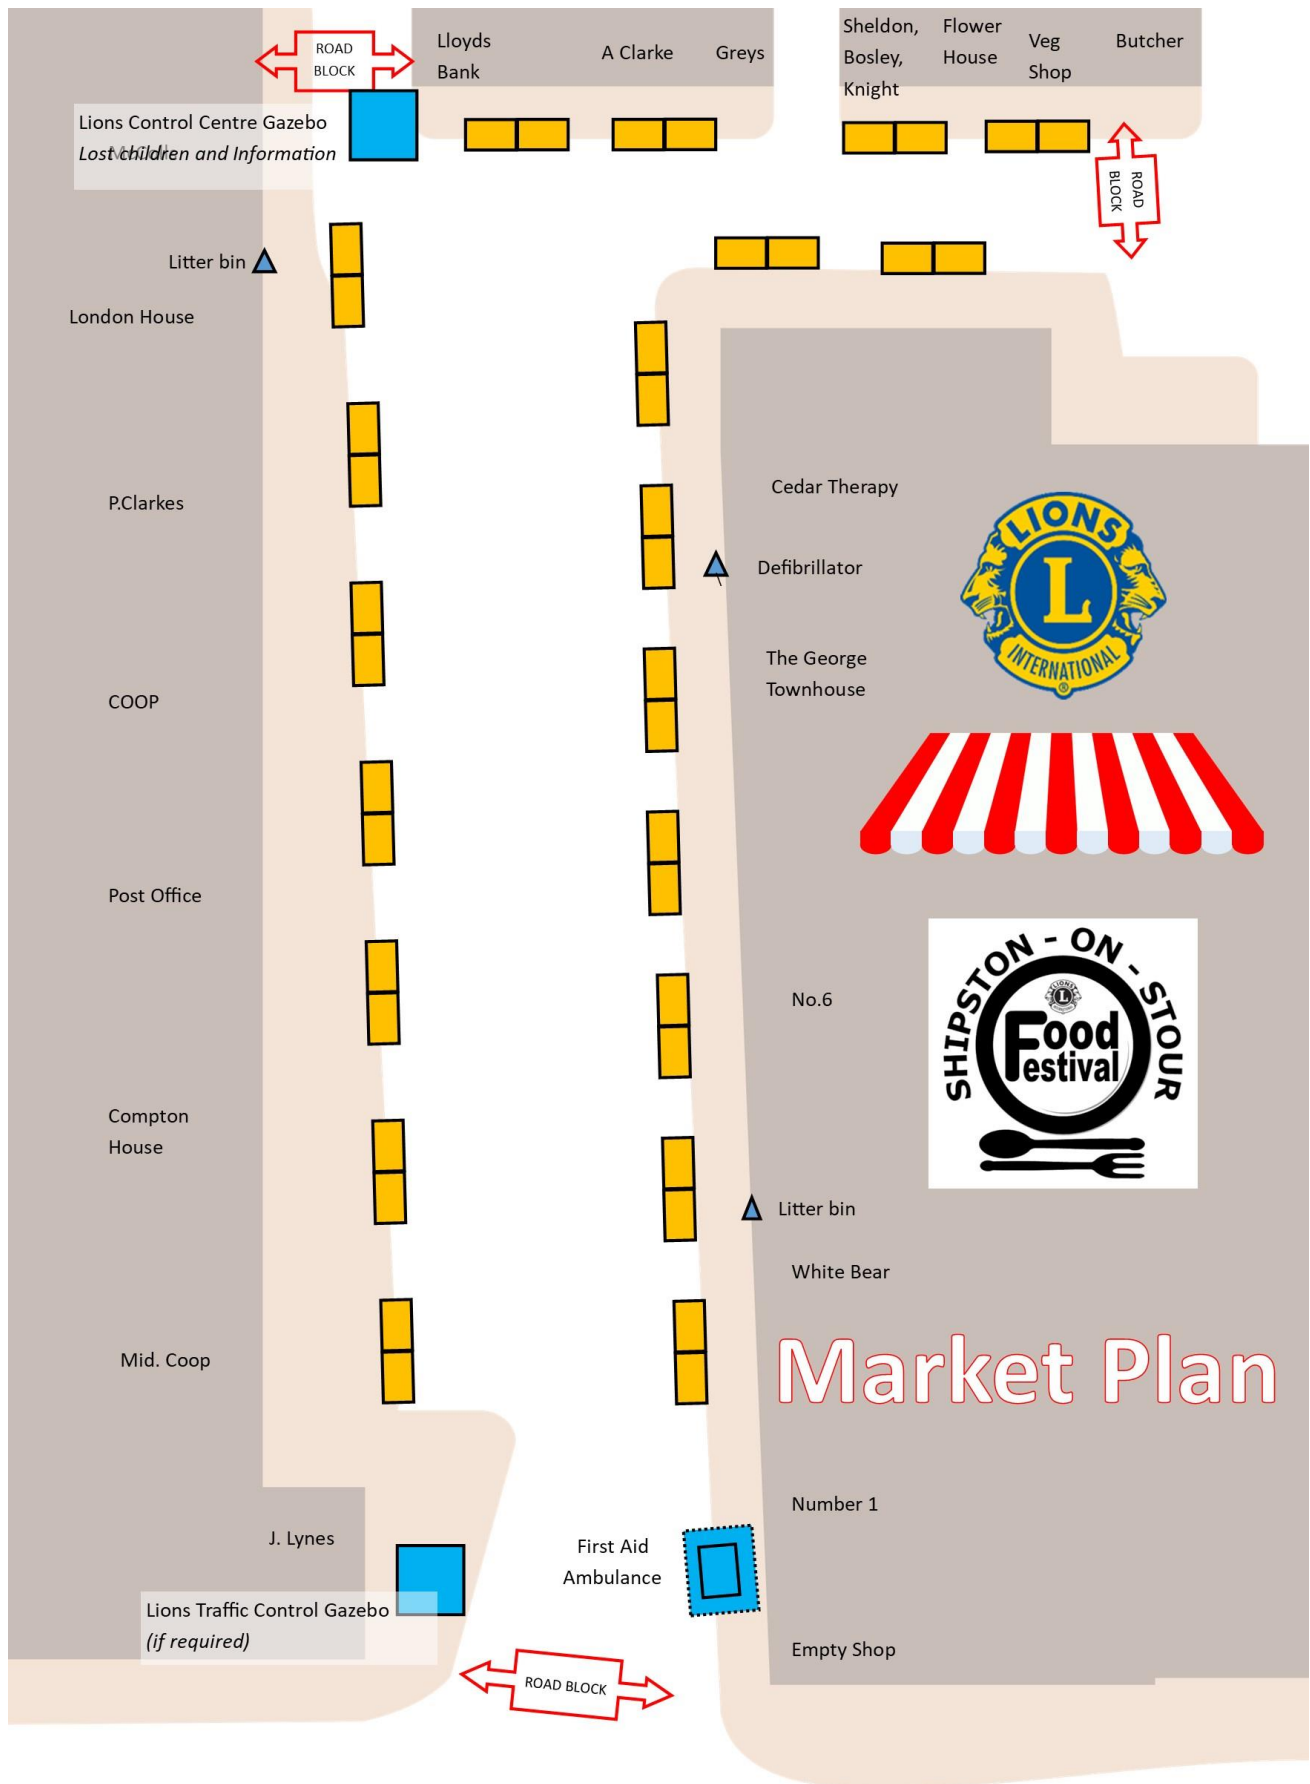 ROAD
BLOCK
Lloyds
Bank
A Clarke
Greys
Sheldon,
Bosley,
Knight
Flower
House
Veg
Shop
Butcher
Lions Control Centre Gazebo
Lost Children and Information
ROAD
BLOCK
Litter bin
London House
P.Clarkes
Cedar Therapy
Defibrillator
LIONS
L
INTERNATIONAL
®
The George
Townhouse
COOP
Post Office
SHIPSTON - ON - STOUR
LIONS
L
Food
Festival
No.6
Compton
House
Litter bin
White Bear
Mid. Coop
Market Plan
Number 1
J. Lynes
First Aid
Ambulance
Lions Traffic Control Gazebo
(if required)
Empty Shop
ROAD BLOCK